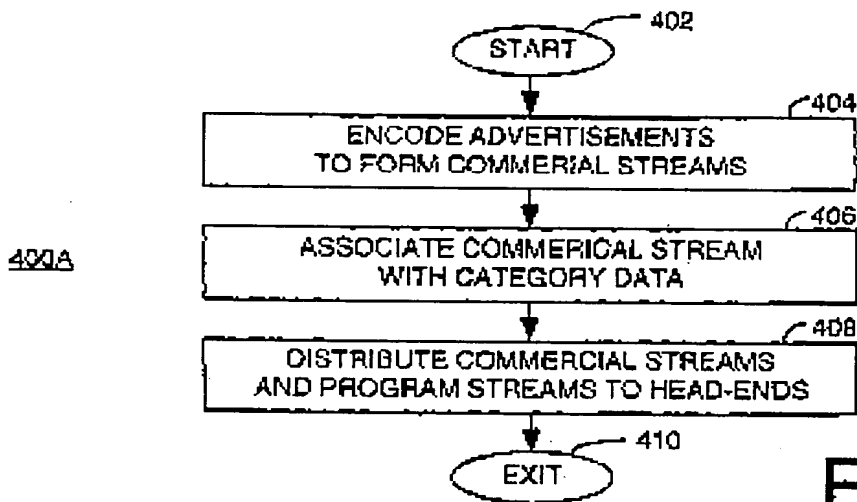 402
START
404
ENCODE ADVERTISEMENTS
TO FORM COMMERIAL STREAMS
406
400A
ASSOCIATE COMMERICAL STREAM
WITH CATEGORY DATA
408
DISTRIBUTE COMMERCIAL STREAMS
AND PROGRAM STREAMS TO HEAD-ENDS
410
EXIT